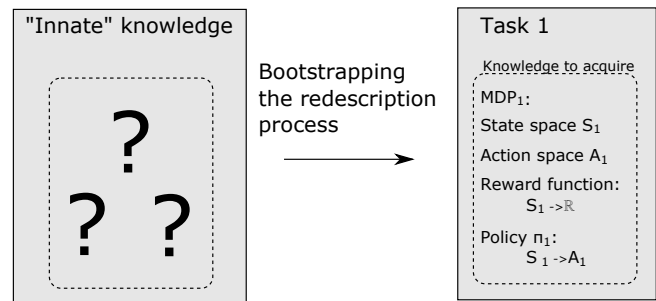 "Innate" knowledge
?
? ?
Bootstrapping
the redescription
process
Task 1
Knowledge to acquire
MDP₁:
State space S₁
Action space A₁
Reward function:
S₁ ->ℝ
Policy π₁:
S ₁ ->A₁